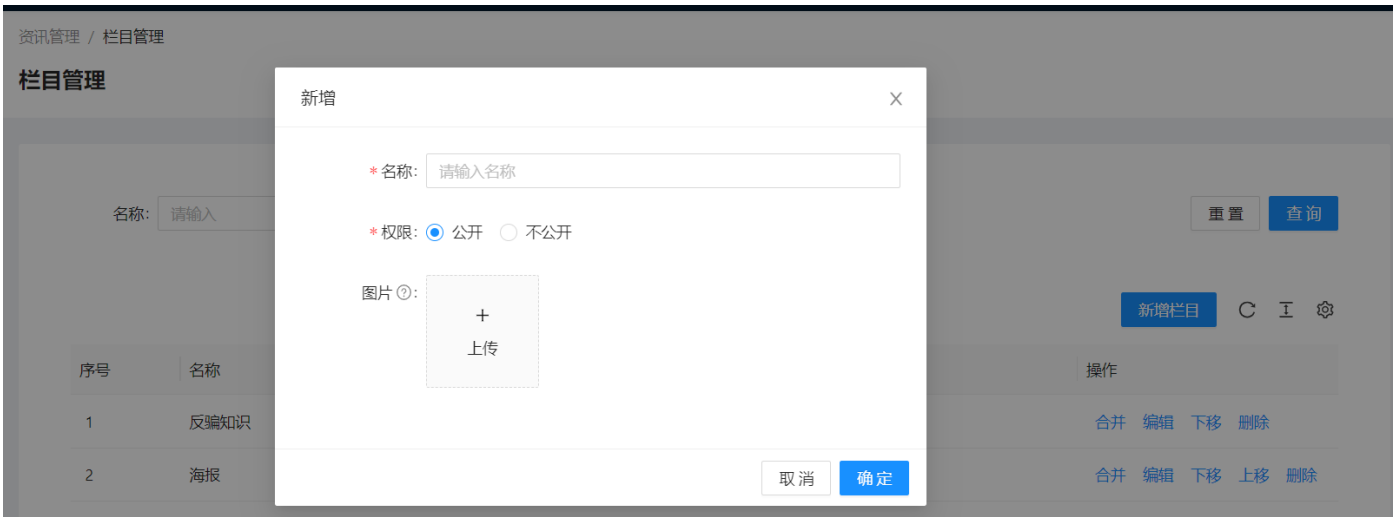 资讯管理 / 栏目管理
栏目管理
新增
*名称: 请输入名称
名称: 请输入
重置 查询
*权限: 公开 不公开
图片 ?:
+
上传
新增栏目
序号 名称 操作
1 反骗知识 合并 编辑 下移 删除
2 海报 合并 编辑 下移 上移 删除
取消 确定